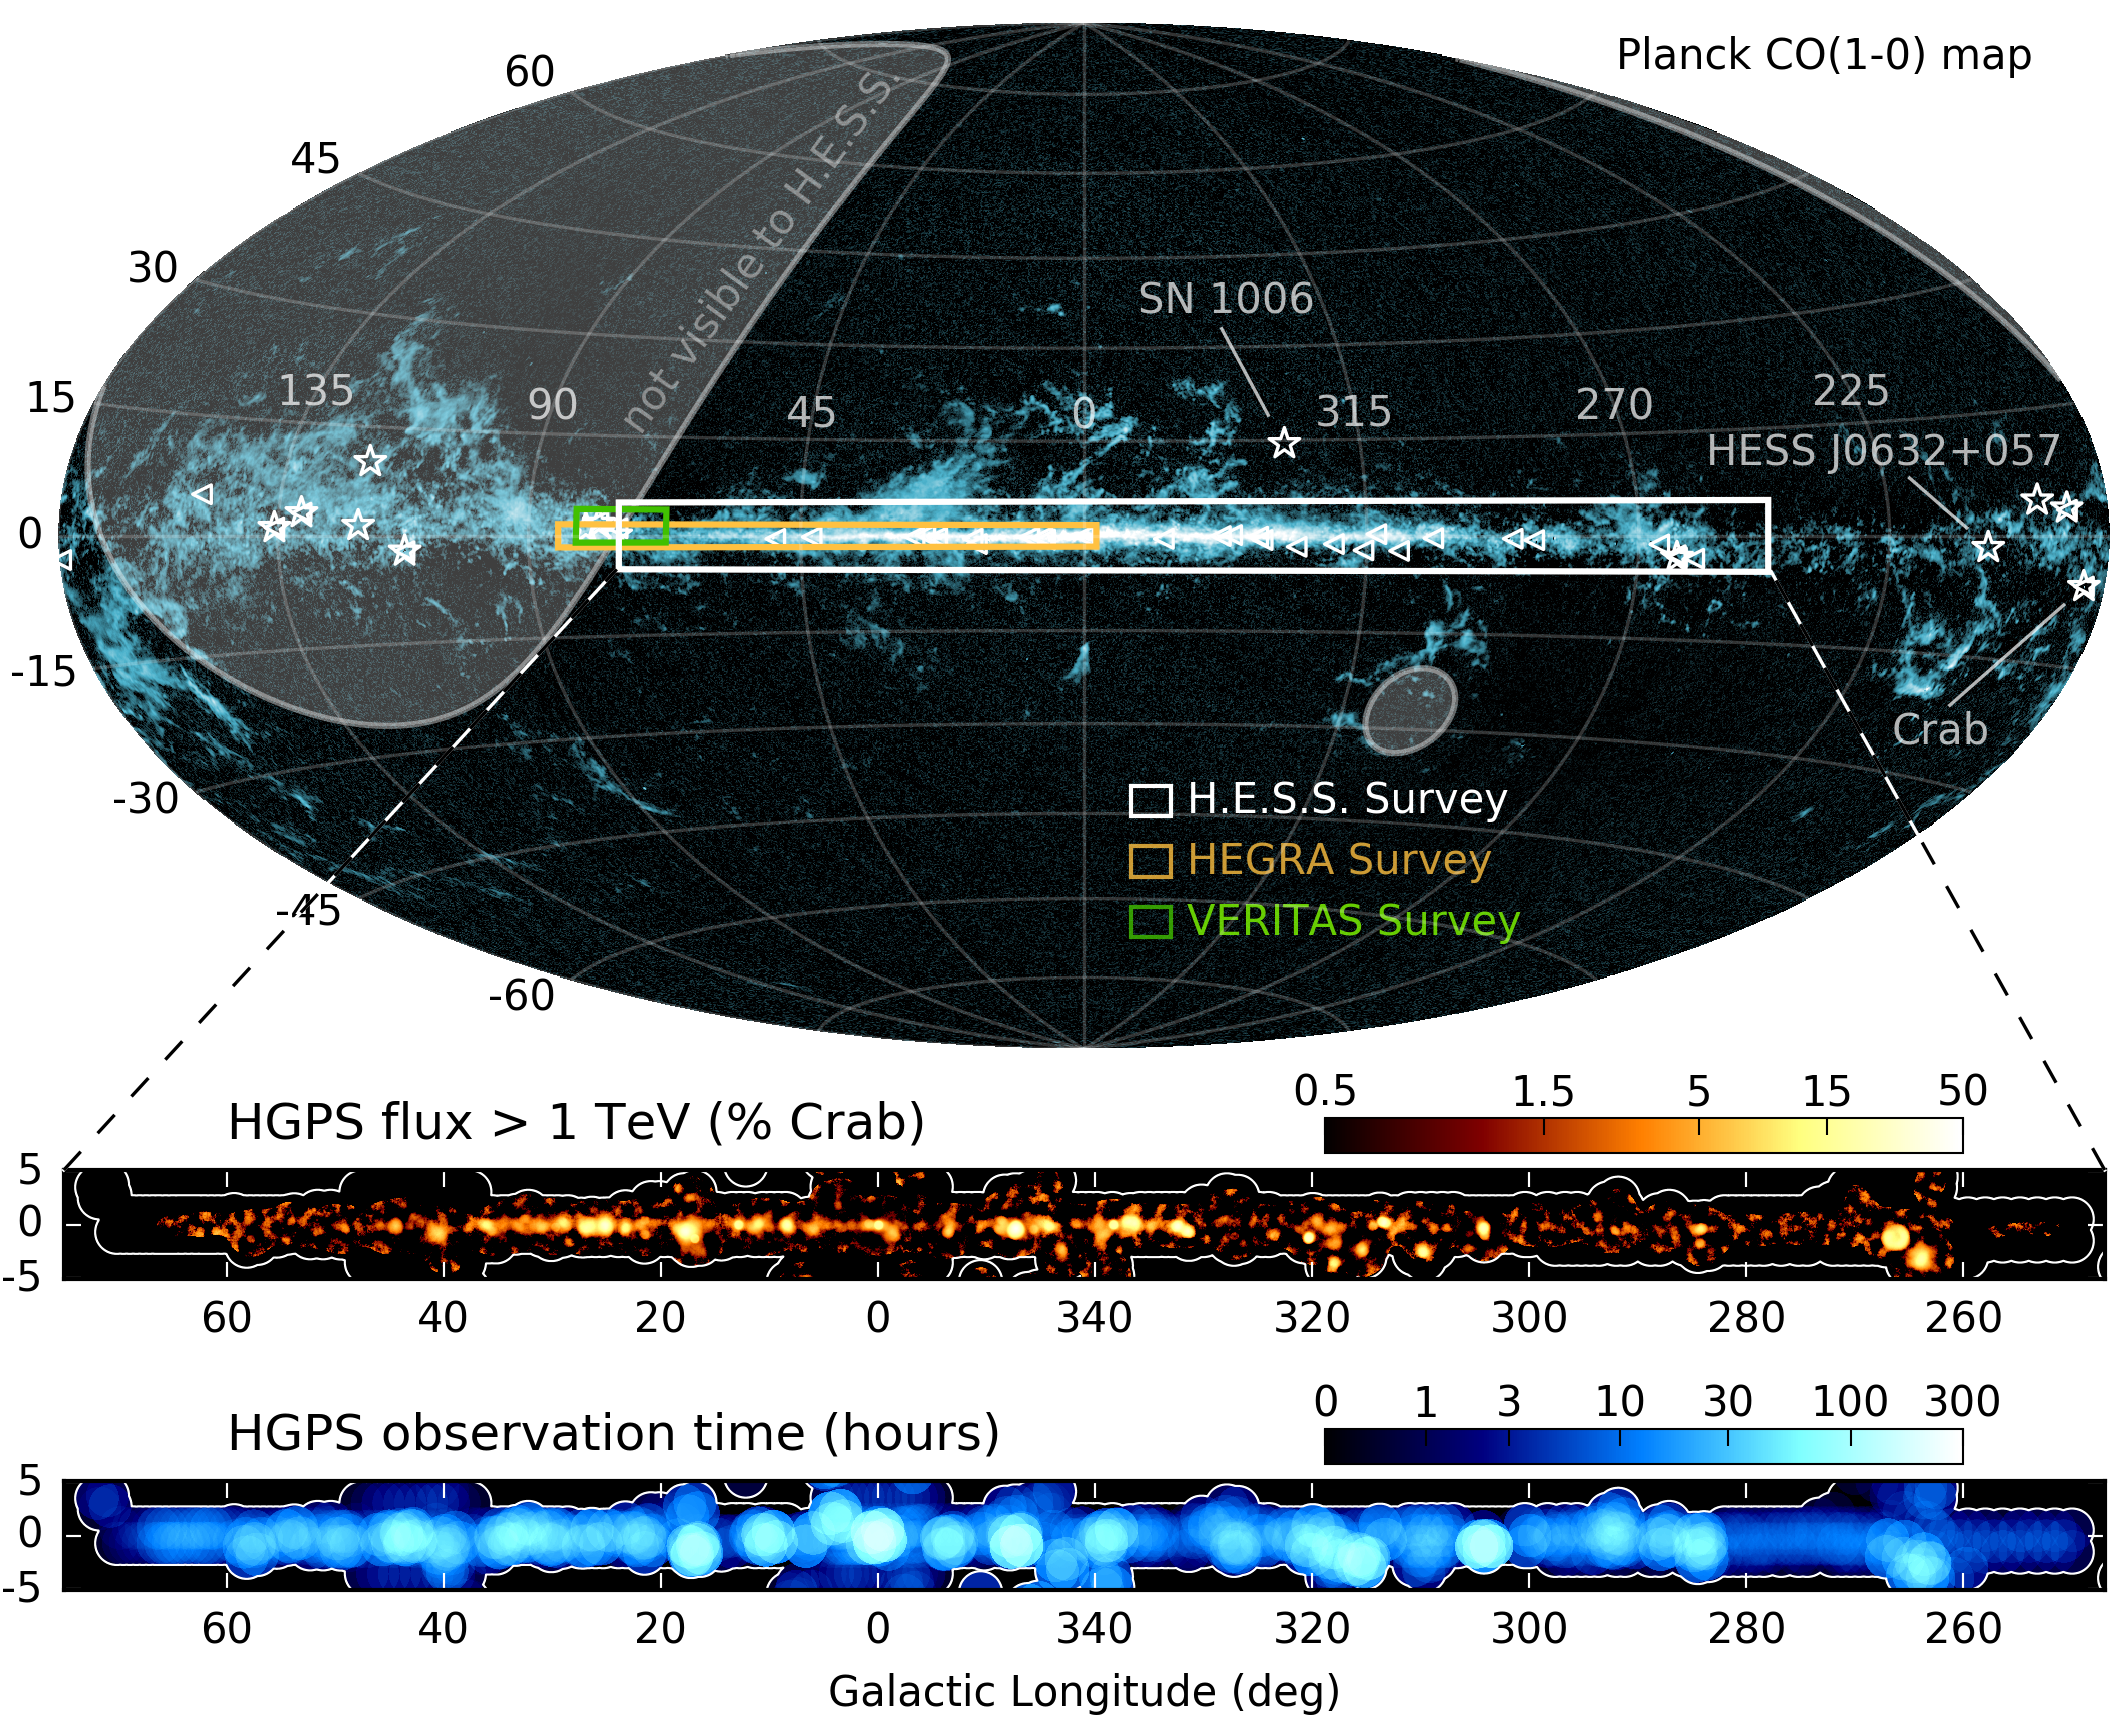 Planck CO(1-0) map
60
45
30
15
0
-15
-30
-45
-60
not visible to H.E.S.S.
135
90
45
0
315
270
225
SN 1006
HESS J0632+057
Crab
H.E.S.S. Survey
HEGRA Survey
VERITAS Survey
HGPS flux > 1 TeV (% Crab)
0.5 1.5 5 15 50
5
0
-5
60 40 20 0 340 320 300 280 260
HGPS observation time (hours)
0 1 3 10 30 100 300
5
0
-5
60 40 20 0 340 320 300 280 260
Galactic Longitude (deg)